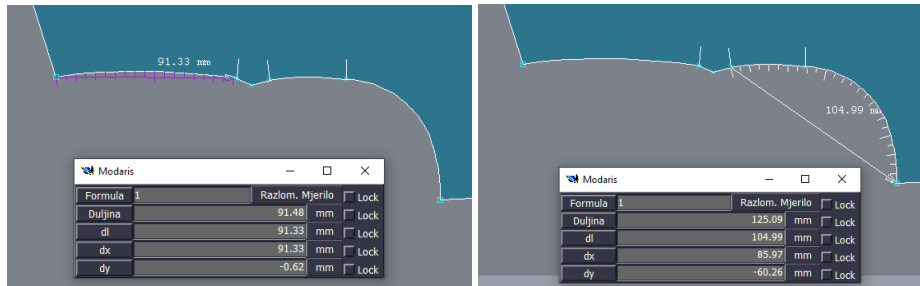 91.33 mm
Modaris
Formula 1 Razlom. Mjerilo Lock
Duljina 91.48 mm Lock
dl 91.33 mm Lock
dx 91.33 mm Lock
dy -0.62 mm Lock
104.99 mm
Modaris
Formula 1 Razlom. Mjerilo Lock
Duljina 125.09 mm Lock
dl 104.99 mm Lock
dx 85.97 mm Lock
dy -60.26 mm Lock